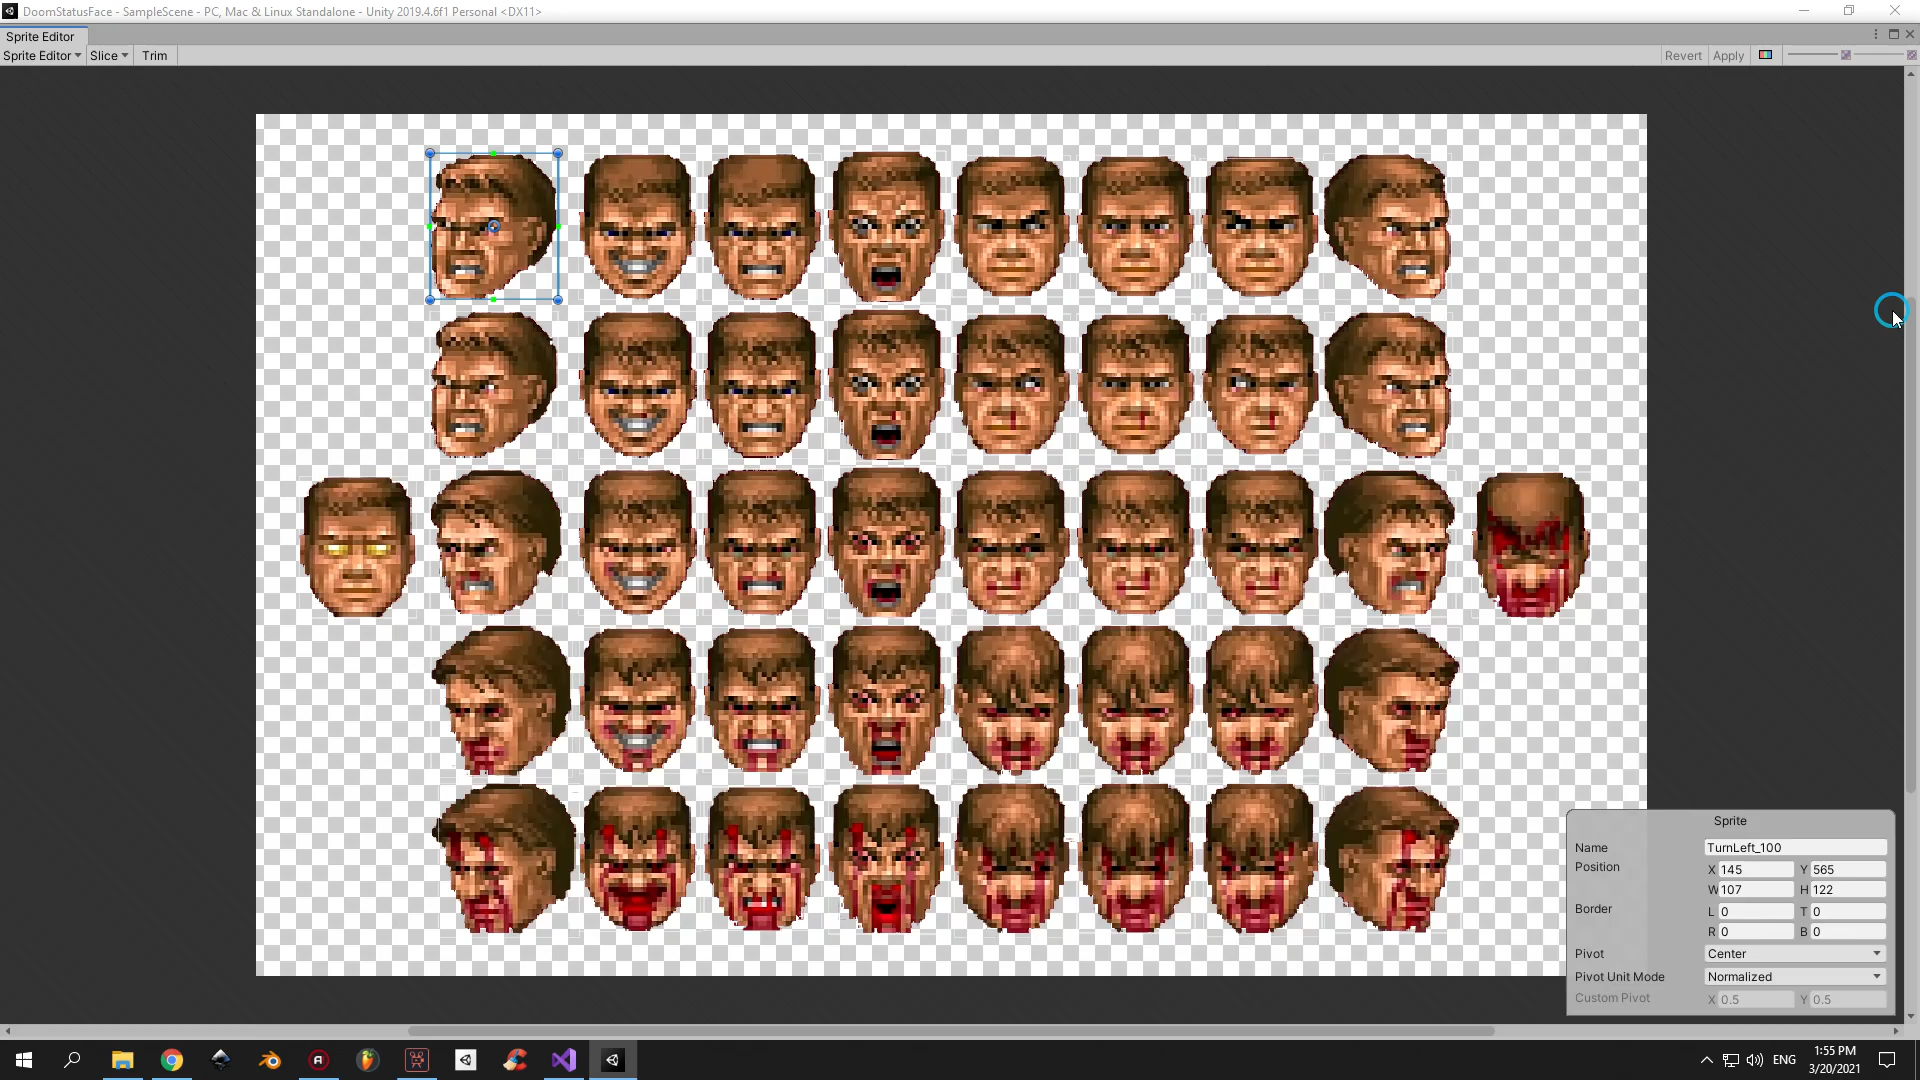 DoomStatusFace - SampleScene - PC, Mac & Linux Standalone - Unity 2019.4.6f1 Personal <DX11>
Sprite Editor
Sprite Editor Slice Trim Revert Apply
Sprite
Name TurnLeft_100
Position X 145 Y 565
W 107 H 122
Border L 0 T 0
R 0 B 0
Pivot Center
Pivot Unit Mode Normalized
Custom Pivot X 0.5 Y 0.5
ENG 1:55 PM
3/20/2021